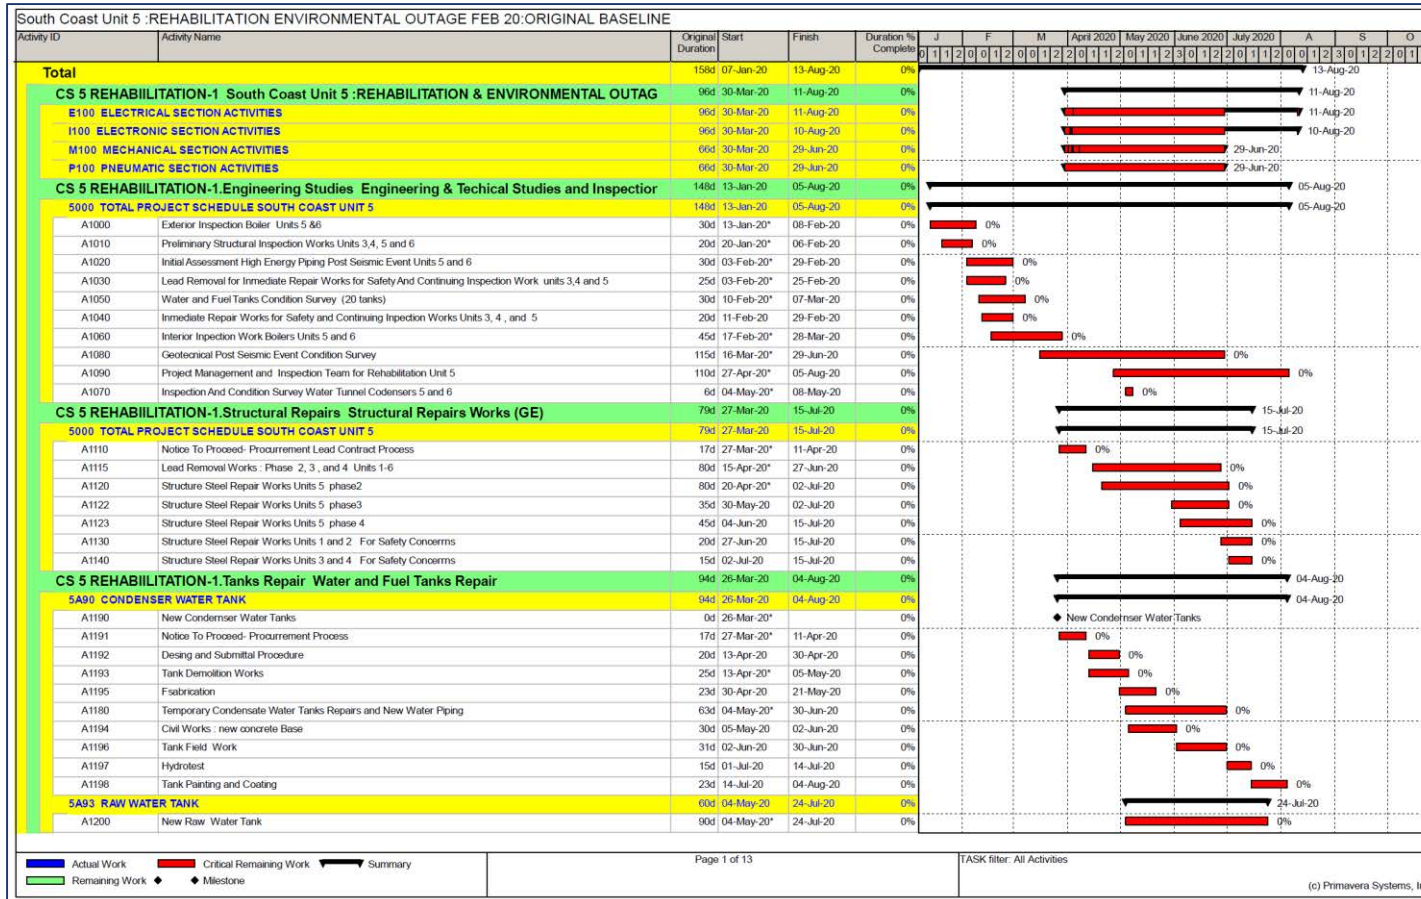 South Coast Unit 5 :REHABILITATION ENVIRONMENTAL OUTAGE FEB 20:ORIGINAL BASELINE
Activity ID Activity Name Original Duration Start Finish Duration % Complete J F M April 2020 May 2020 June 2020 July 2020 A S O
Total 158d 07-Jan-20 13-Aug-20 0% 13-Aug-20
CS 5 REHABIILITATION-1 South Coast Unit 5 :REHABILITATION & ENVIRONMENTAL OUTAG 96d 30-Mar-20 11-Aug-20 0% 11-Aug-20
E100 ELECTRICAL SECTION ACTIVITIES 96d 30-Mar-20 11-Aug-20 0% 11-Aug-20
I100 ELECTRONIC SECTION ACTIVITIES 96d 30-Mar-20 10-Aug-20 0% 10-Aug-20
M100 MECHANICAL SECTION ACTIVITIES 66d 30-Mar-20 29-Jun-20 0% 29-Jun-20
P100 PNEUMATIC SECTION ACTIVITIES 66d 30-Mar-20 29-Jun-20 0% 29-Jun-20
CS 5 REHABIILITATION-1.Engineering Studies Engineering & Techical Studies and Inspection 148d 13-Jan-20 05-Aug-20 0% 05-Aug-20
5000 TOTAL PROJECT SCHEDULE SOUTH COAST UNIT 5 148d 13-Jan-20 05-Aug-20 0% 05-Aug-20
A1000 Exterior Inspection Boiler Units 5 &6 30d 13-Jan-20* 08-Feb-20 0% 0%
A1010 Preliminary Structural Inspection Works Units 3,4, 5 and 6 20d 20-Jan-20* 06-Feb-20 0% 0%
A1020 Initial Assessment High Energy Piping Post Seismic Event Units 5 and 6 30d 03-Feb-20* 29-Feb-20 0% 0%
A1030 Lead Removal for Inmediate Repair Works for Safety And Continuing Inspection Work units 3,4 and 5 25d 03-Feb-20* 25-Feb-20 0% 0%
A1050 Water and Fuel Tanks Condition Survey (20 tanks) 30d 10-Feb-20* 07-Mar-20 0% 0%
A1040 Inmediate Repair Works for Safety and Continuing Inpection Works Units 3, 4 , and 5 20d 11-Feb-20 29-Feb-20 0% 0%
A1060 Interior Inpection Work Boilers Units 5 and 6 45d 17-Feb-20* 28-Mar-20 0% 0%
A1080 Geotecnical Post Seismic Event Condition Survey 115d 16-Mar-20* 29-Jun-20 0% 0%
A1090 Project Management and Inspection Team for Rehabilitation Unit 5 110d 27-Apr-20* 05-Aug-20 0% 0%
A1070 Inspection And Condition Survey Water Tunnel Codensers 5 and 6 6d 04-May-20* 08-May-20 0% 0%
CS 5 REHABIILITATION-1.Structural Repairs Structural Repairs Works (GE) 79d 27-Mar-20 15-Jul-20 0% 15-Jul-20
5000 TOTAL PROJECT SCHEDULE SOUTH COAST UNIT 5 79d 27-Mar-20 15-Jul-20 0% 15-Jul-20
A1110 Notice To Proceed- Procurrement Lead Contract Process 17d 27-Mar-20* 11-Apr-20 0% 0%
A1115 Lead Removal Works : Phase 2, 3 , and 4 Units 1-6 80d 15-Apr-20* 27-Jun-20 0% 0%
A1120 Structure Steel Repair Works Units 5 phase2 80d 20-Apr-20* 02-Jul-20 0% 0%
A1122 Structure Steel Repair Works Units 5 phase3 35d 30-May-20 02-Jul-20 0% 0%
A1123 Structure Steel Repair Works Units 5 phase 4 45d 04-Jun-20 15-Jul-20 0% 0%
A1130 Structure Steel Repair Works Units 1 and 2 For Safety Concerrns 20d 27-Jun-20 15-Jul-20 0% 0%
A1140 Structure Steel Repair Works Units 3 and 4 For Safety Concerrns 15d 02-Jul-20 15-Jul-20 0% 0%
CS 5 REHABIILITATION-1.Tanks Repair Water and Fuel Tanks Repair 94d 26-Mar-20 04-Aug-20 0% 04-Aug-20
5A90 CONDENSER WATER TANK 94d 26-Mar-20 04-Aug-20 0% 04-Aug-20
A1190 New Condernser Water Tanks 0d 26-Mar-20* 0% New Condernser Water Tanks
A1191 Notice To Proceed- Procurrement Process 17d 27-Mar-20* 11-Apr-20 0% 0%
A1192 Desing and Submittal Procedure 20d 13-Apr-20 30-Apr-20 0% 0%
A1193 Tank Demolition Works 25d 13-Apr-20* 05-May-20 0% 0%
A1195 Fsabrication 23d 30-Apr-20 21-May-20 0% 0%
A1180 Temporary Condensate Water Tanks Repairs and New Water Piping 63d 04-May-20* 30-Jun-20 0% 0%
A1194 Civil Works : new concrete Base 30d 05-May-20 02-Jun-20 0% 0%
A1196 Tank Field Work 31d 02-Jun-20 30-Jun-20 0% 0%
A1197 Hydrotest 15d 01-Jul-20 14-Jul-20 0% 0%
A1198 Tank Painting and Coating 23d 14-Jul-20 04-Aug-20 0% 0%
5A93 RAW WATER TANK 60d 04-May-20 24-Jul-20 0% 24-Jul-20
A1200 New Raw Water Tank 90d 04-May-20* 24-Jul-20 0% 0%
Actual Work Critical Remaining Work Summary
Remaining Work Milestone
Page 1 of 13
TASK filter: All Activities
(c) Primavera Systems, In